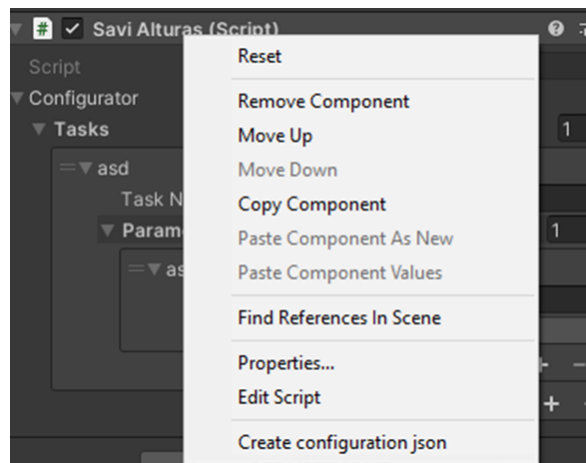 # Savi Alturas (Script)
Script
Configurator
Tasks 1
asd
Task N
Param 1
as
Reset
Remove Component
Move Up
Move Down
Copy Component
Paste Component As New
Paste Component Values
Find References In Scene
Properties...
Edit Script
Create configuration json